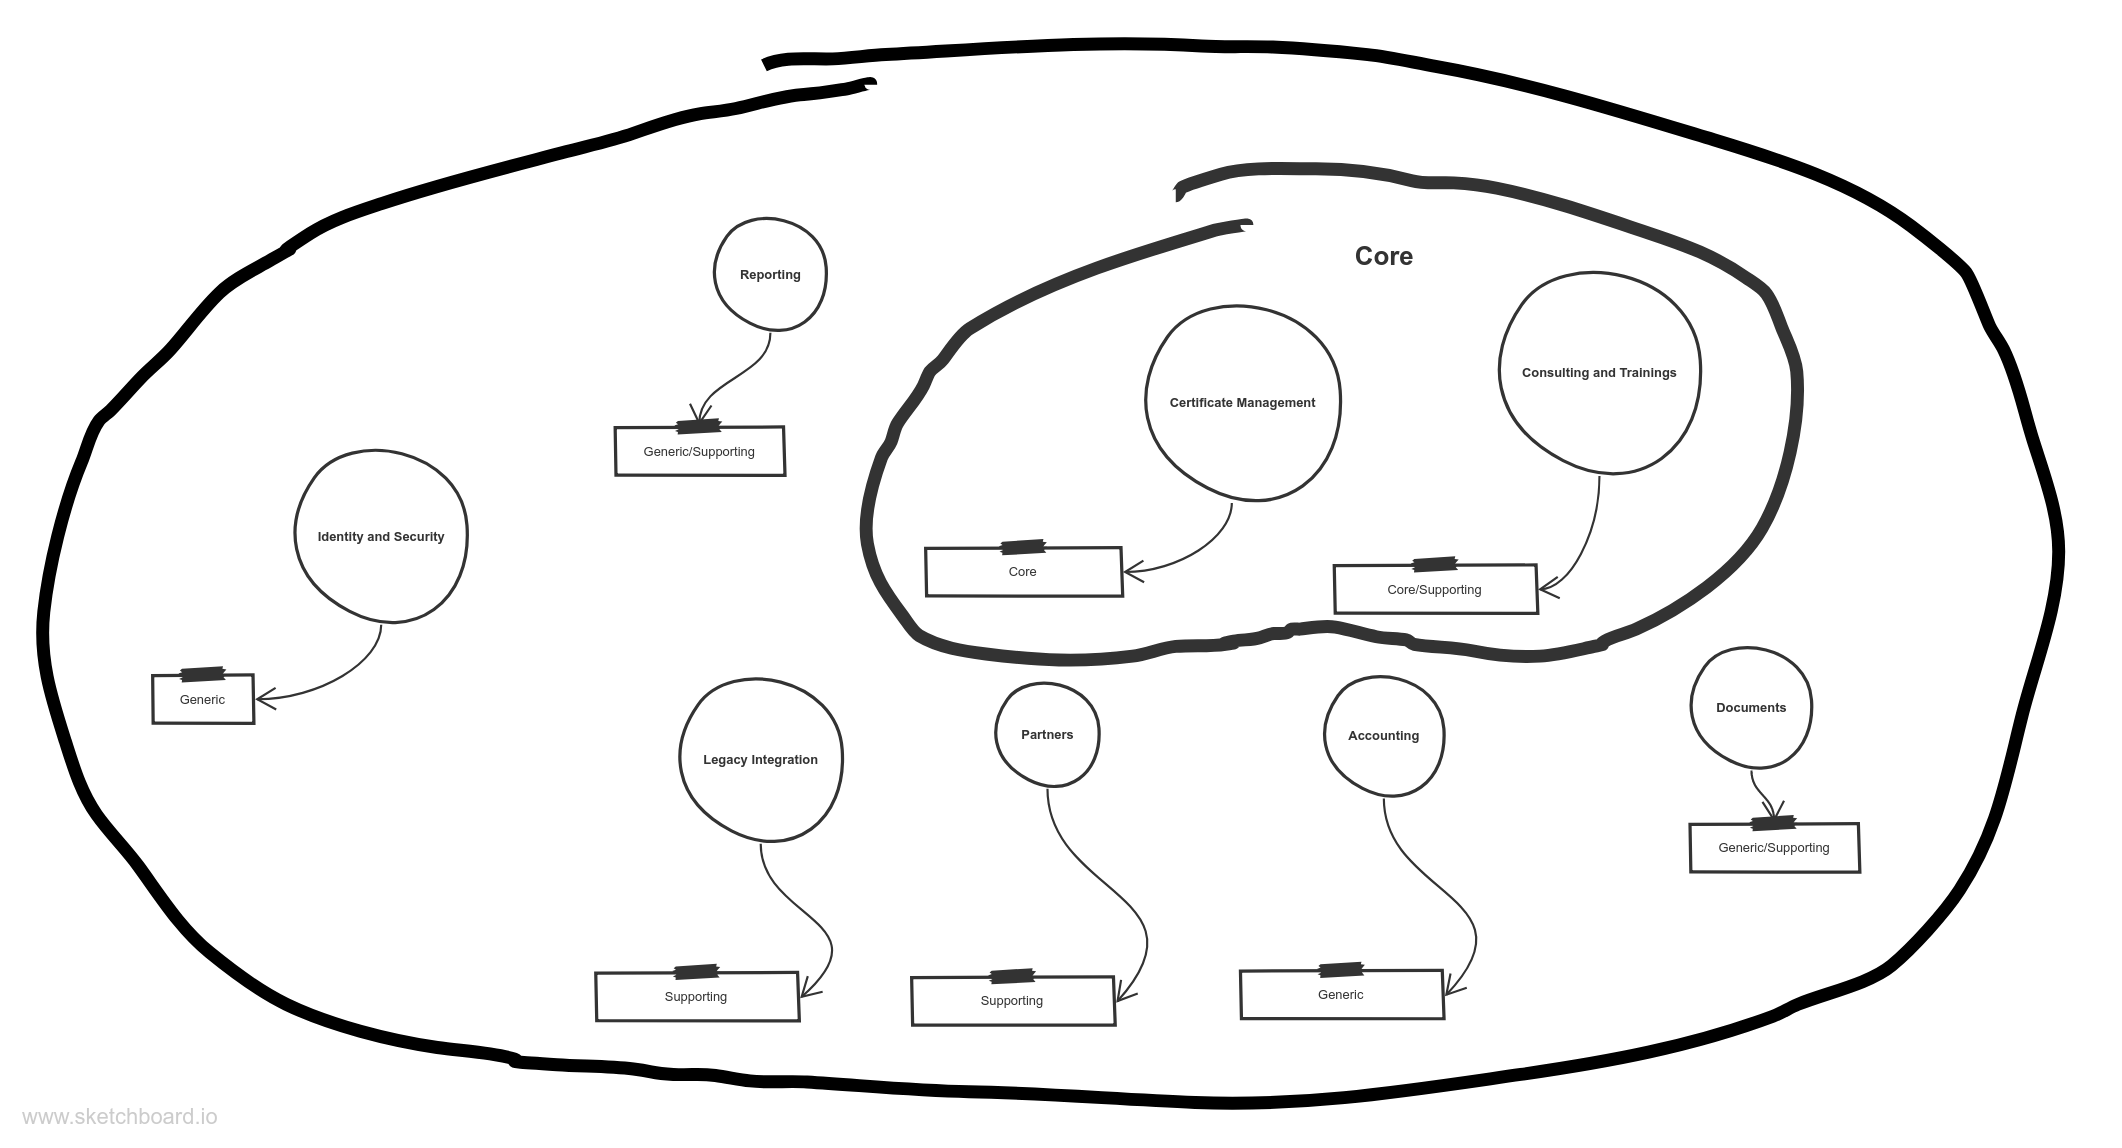 Core
Reporting
Certificate Management
Consulting and Trainings
Generic/Supporting
Identity and Security
Core
Core/Supporting
Generic
Legacy Integration
Partners
Accounting
Documents
Generic/Supporting
Supporting
Supporting
Generic
www.sketchboard.io